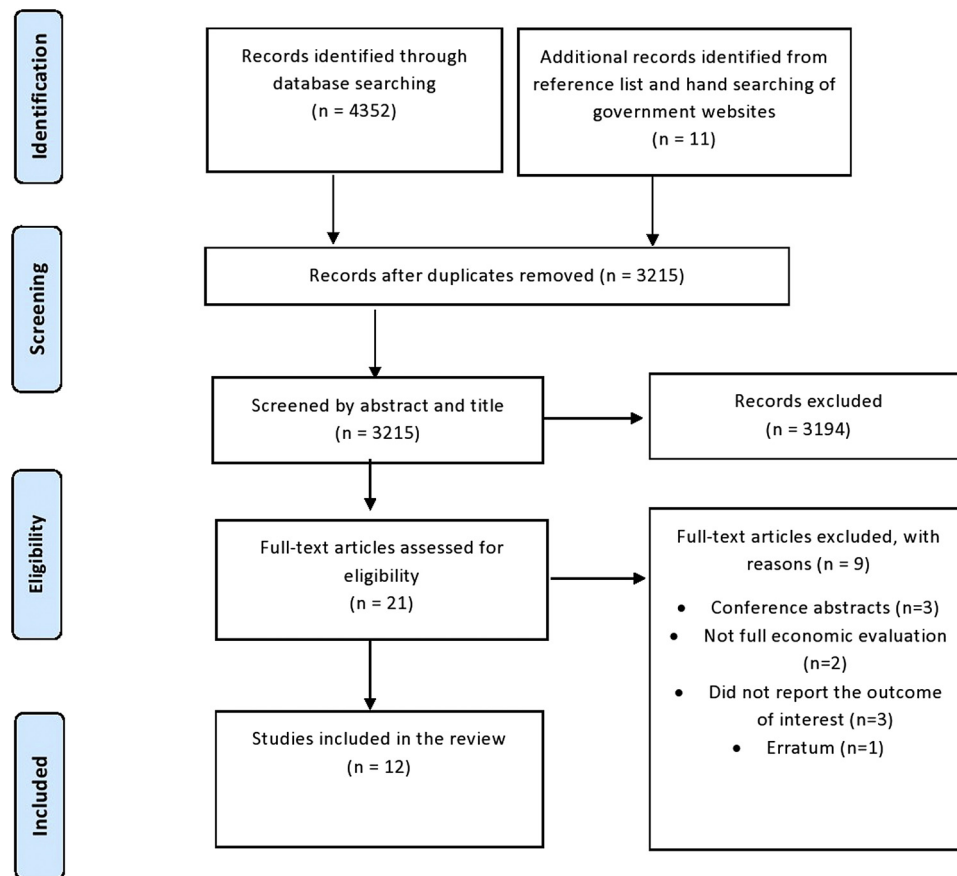 Identification
Records identified through
database searching
(n = 4352)
Additional records identified from
reference list and hand searching of
government websites
(n = 11)
Screening
Records after duplicates removed (n = 3215)
Screened by abstract and title
(n = 3215)
Records excluded
(n = 3194)
Eligibility
Full-text articles assessed for
eligibility
(n = 21)
Full-text articles excluded, with
reasons (n = 9)
• Conference abstracts (n=3)
• Not full economic evaluation
(n=2)
• Did not report the outcome
of interest (n=3)
• Erratum (n=1)
Included
Studies included in the review
(n = 12)